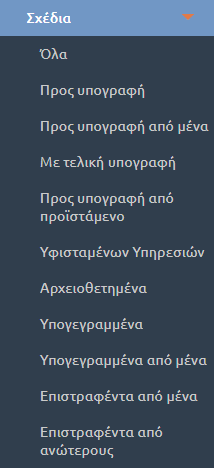 Σχέδια
Όλα
Προς υπογραφή
Προς υπογραφή από μένα
Με τελική υπογραφή
Προς υπογραφή από
προϊστάμενο
Υφισταμένων Υπηρεσιών
Αρχειοθετημένα
Υπογεγραμμένα
Υπογεγραμμένα από μένα
Επιστραφέντα από μένα
Επιστραφέντα από
ανώτερους